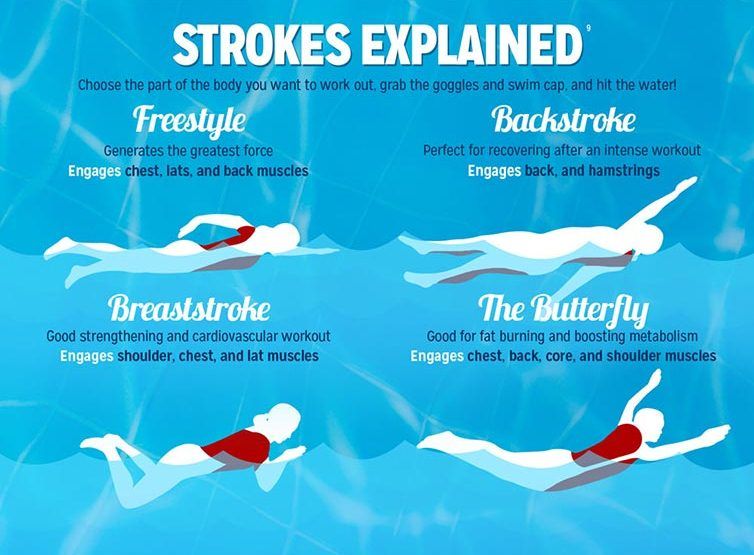 STROKES EXPLAINED⁹
Choose the part of the body you want to work out, grab the goggles and swim cap, and hit the water!
Freestyle
Generates the greatest force
Engages chest, lats, and back muscles
Backstroke
Perfect for recovering after an intense workout
Engages back, and hamstrings
Breaststroke
Good strengthening and cardiovascular workout
Engages shoulder, chest, and lat muscles
The Butterfly
Good for fat burning and boosting metabolism
Engages chest, back, core, and shoulder muscles